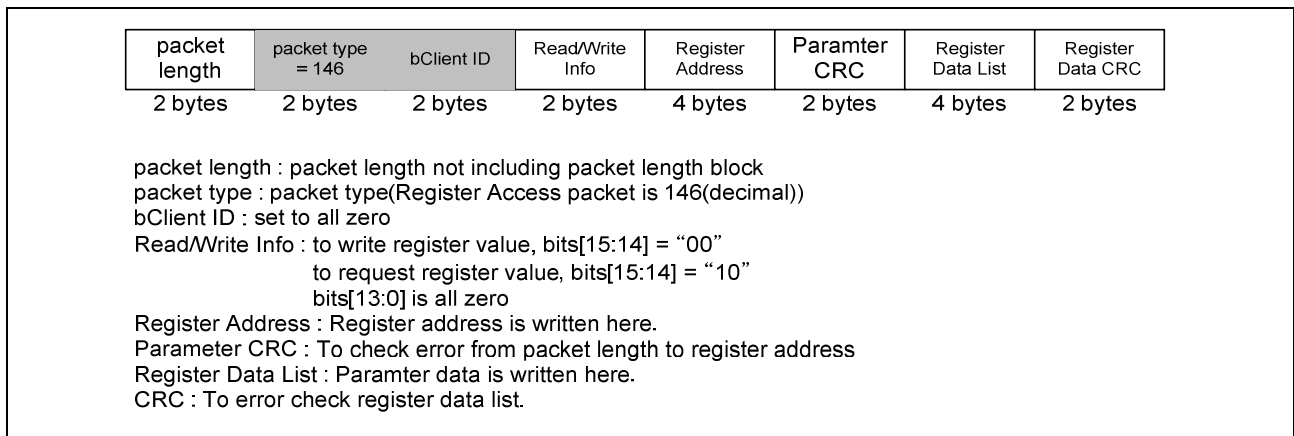 packet length packet type = 146 bClient ID Read/Write Info Register Address Paramter CRC Register Data List Register Data CRC
2 bytes 2 bytes 2 bytes 2 bytes 4 bytes 2 bytes 4 bytes 2 bytes
packet length : packet length not including packet length block
packet type : packet type(Register Access packet is 146(decimal))
bClient ID : set to all zero
Read/Write Info : to write register value, bits[15:14] = “00”
to request register value, bits[15:14] = “10”
bits[13:0] is all zero
Register Address : Register address is written here.
Parameter CRC : To check error from packet length to register address
Register Data List : Paramter data is written here.
CRC : To error check register data list.